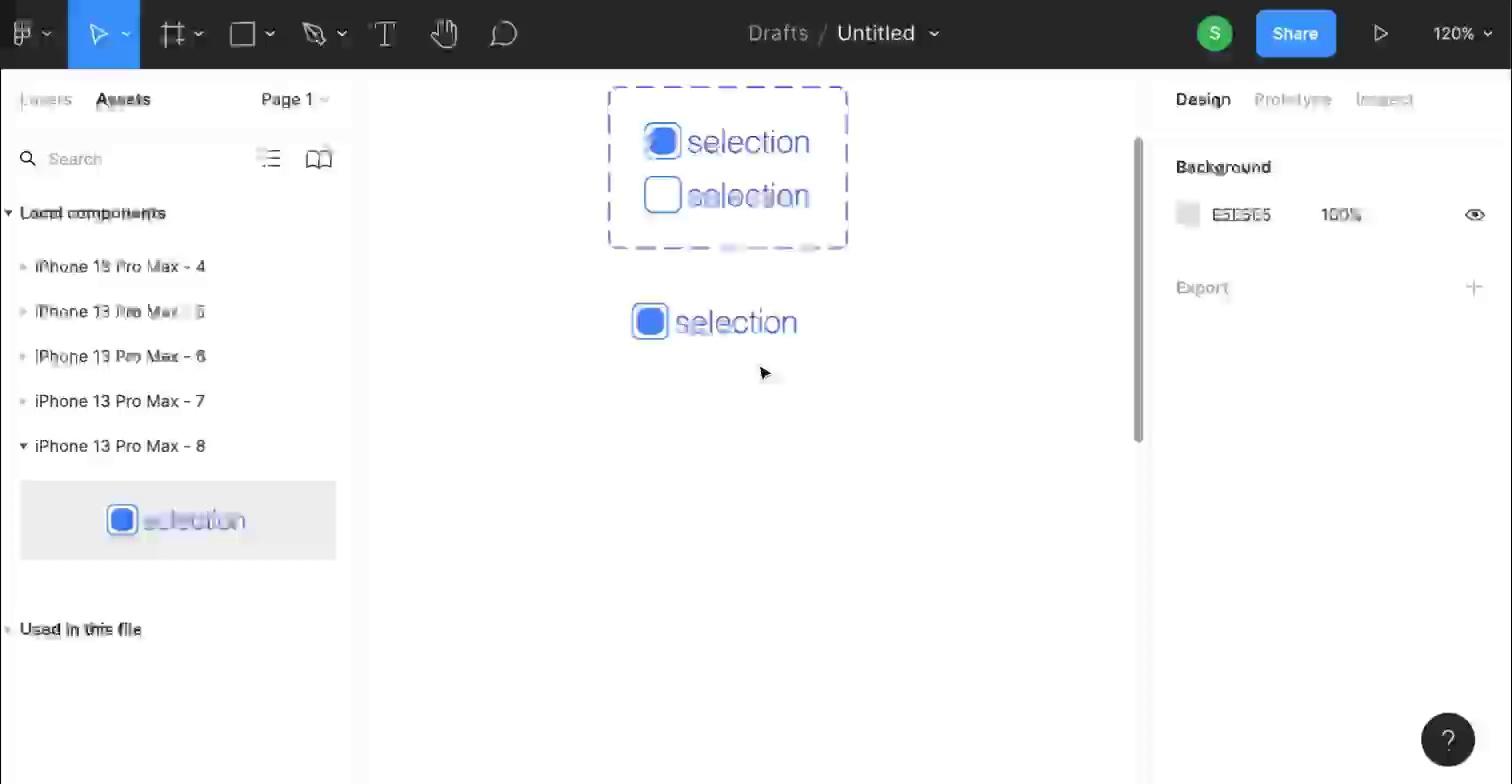 Drafts / Untitled
S
Share
120%
Layers Assets Page 1
Search
Local components
iPhone 13 Pro Max - 4
iPhone 13 Pro Max - 5
iPhone 13 Pro Max - 6
iPhone 13 Pro Max - 7
iPhone 13 Pro Max - 8
selection
Used in this file
selection
selection
selection
Design Prototype Inspect
Background
E5E5E5 100%
Export
?